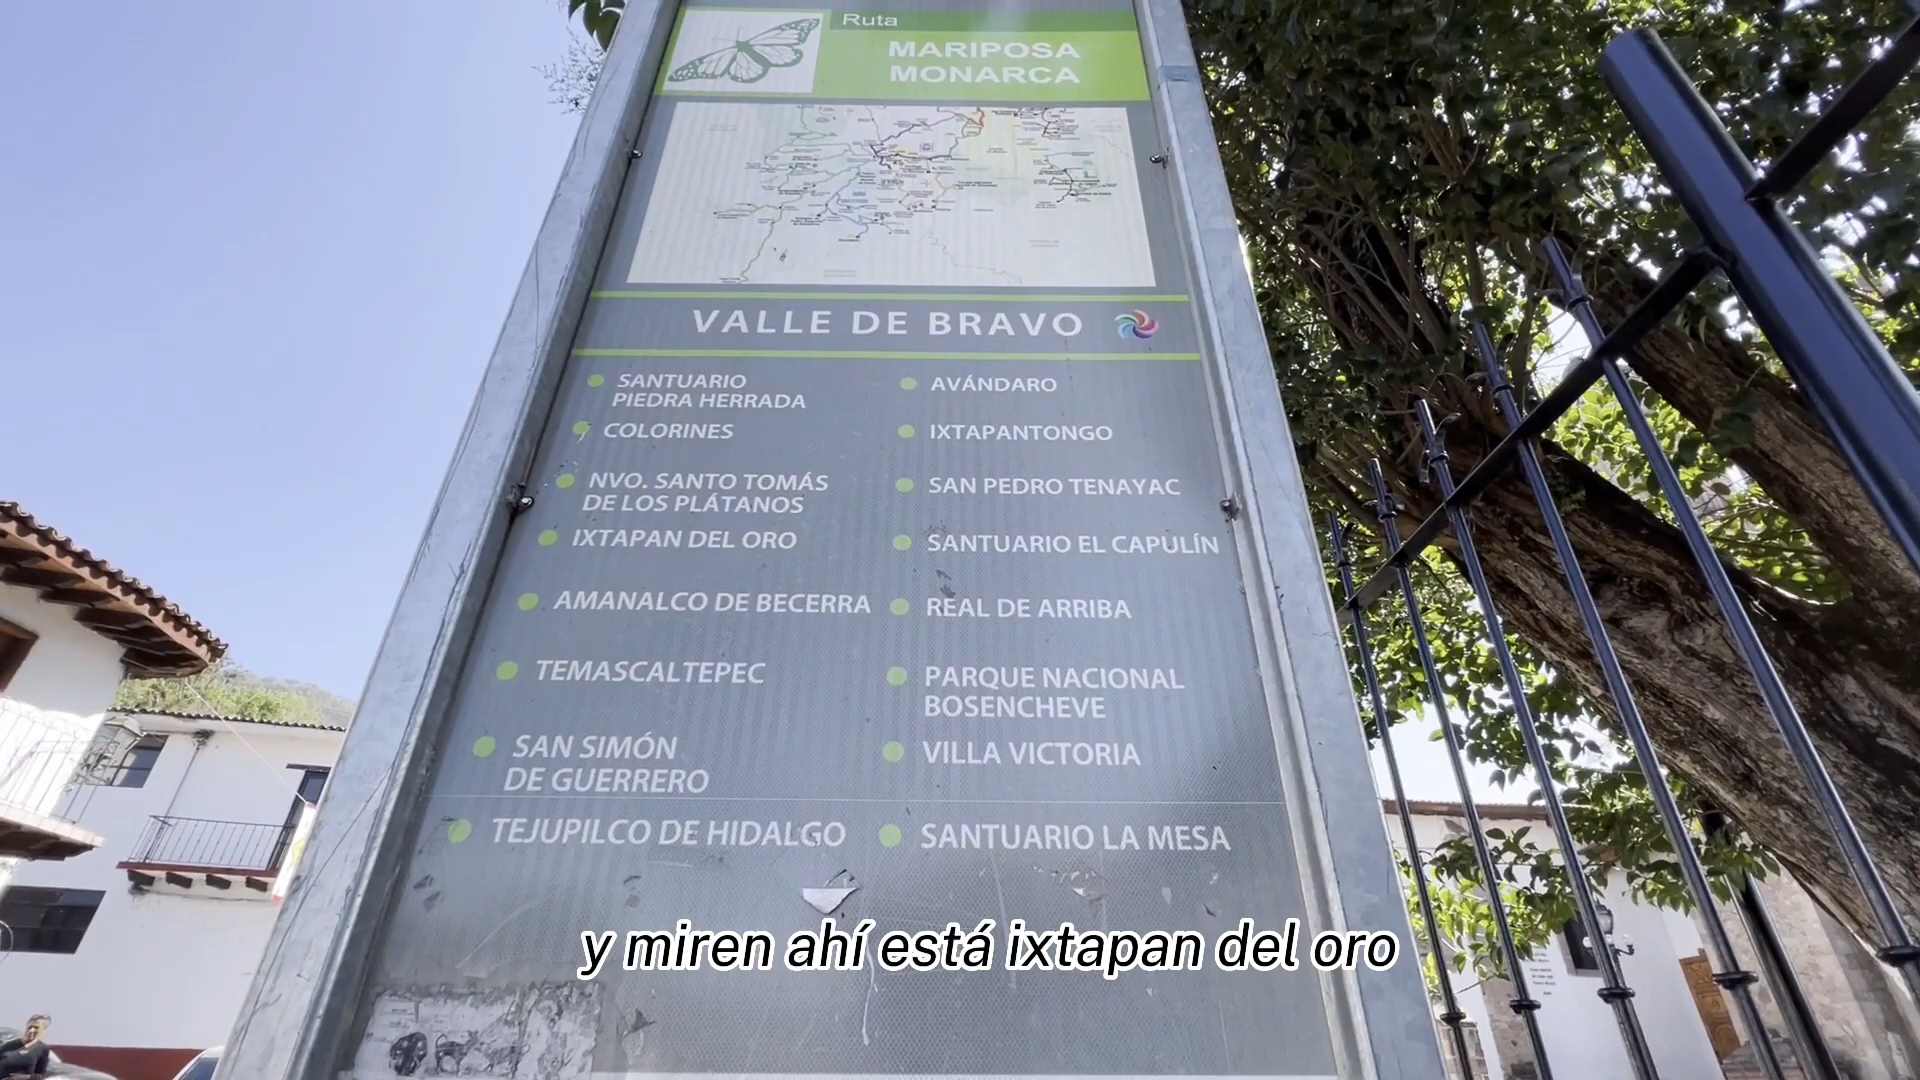 Ruta
MARIPOSA
MONARCA
VALLE DE BRAVO
SANTUARIO
PIEDRA HERRADA
COLORINES
NVO. SANTO TOMÁS
DE LOS PLÁTANOS
IXTAPAN DEL ORO
AMANALCO DE BECERRA
TEMASCALTEPEC
SAN SIMÓN
DE GUERRERO
TEJUPILCO DE HIDALGO
AVÁNDARO
IXTAPANTONGO
SAN PEDRO TENAYAC
SANTUARIO EL CAPULÍN
REAL DE ARRIBA
PARQUE NACIONAL
BOSENCHEVE
VILLA VICTORIA
SANTUARIO LA MESA
y miren ahí está ixtapan del oro